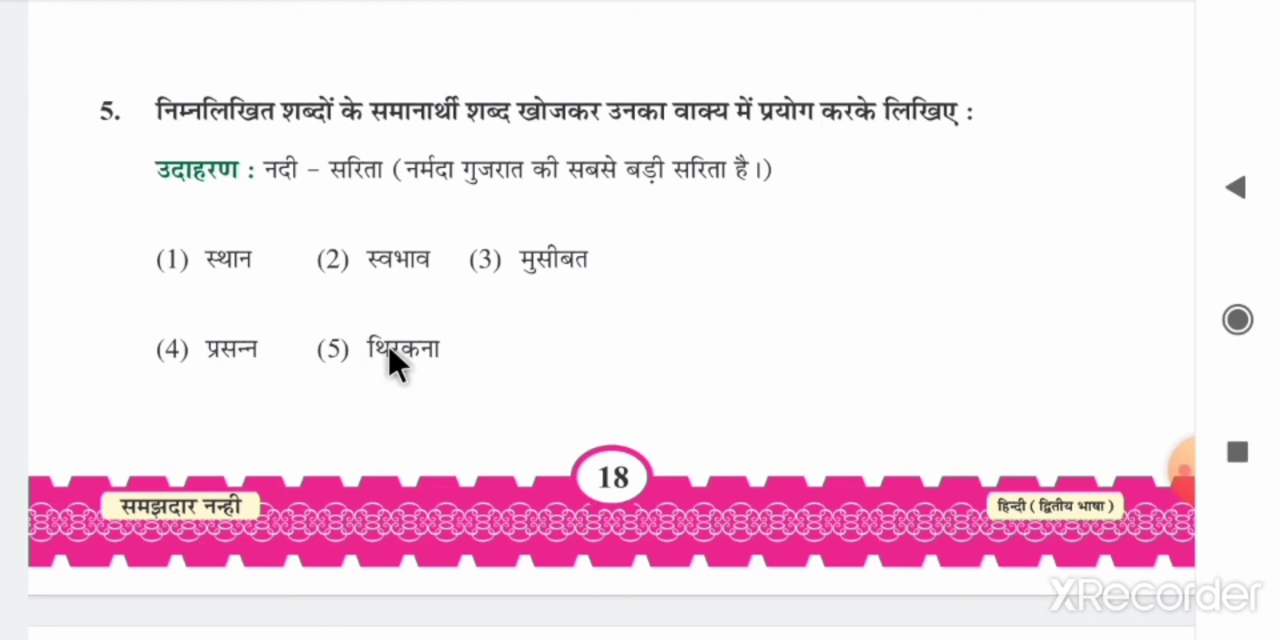 5. निम्नलिखित शब्दों के समानार्थी शब्द खोजकर उनका वाक्य में प्रयोग करके लिखिए :
उदाहरण : नदी – सरिता (नर्मदा गुजरात की सबसे बड़ी सरिता है।)
(1) स्थान (2) स्वभाव (3) मुसीबत
(4) प्रसन्न (5) थिरकना
18
समझदार नन्ही हिन्दी (द्वितीय भाषा)
XRecorder